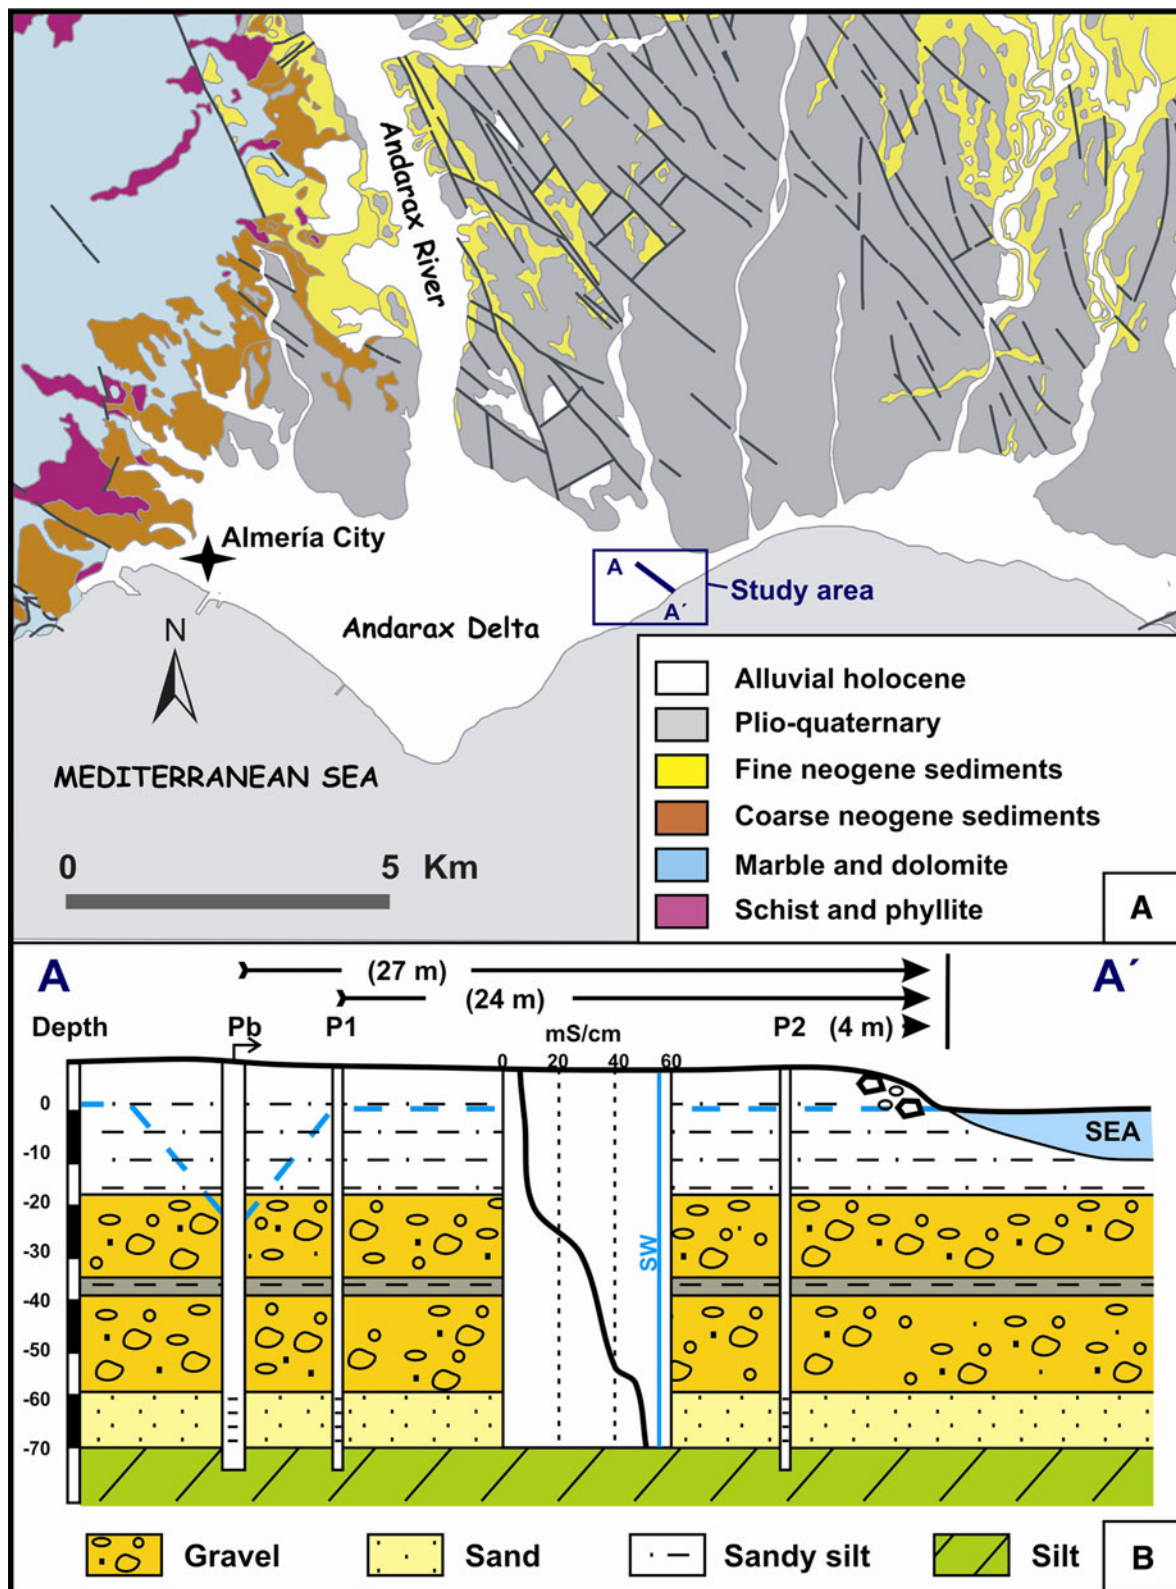 Andarax River
Almería City
A
A´
Study area
Andarax Delta
N
MEDITERRANEAN SEA
0 5 Km
Alluvial holocene
Plio-quaternary
Fine neogene sediments
Coarse neogene sediments
Marble and dolomite
Schist and phyllite
A
A
(27 m)
A´
(24 m)
Depth
Pb
P1
mS/cm
P2
(4 m)
0 20 40 60
0
-10
-20
-30
-40
-50
-60
-70
SW
SEA
Gravel
Sand
Sandy silt
Silt
B